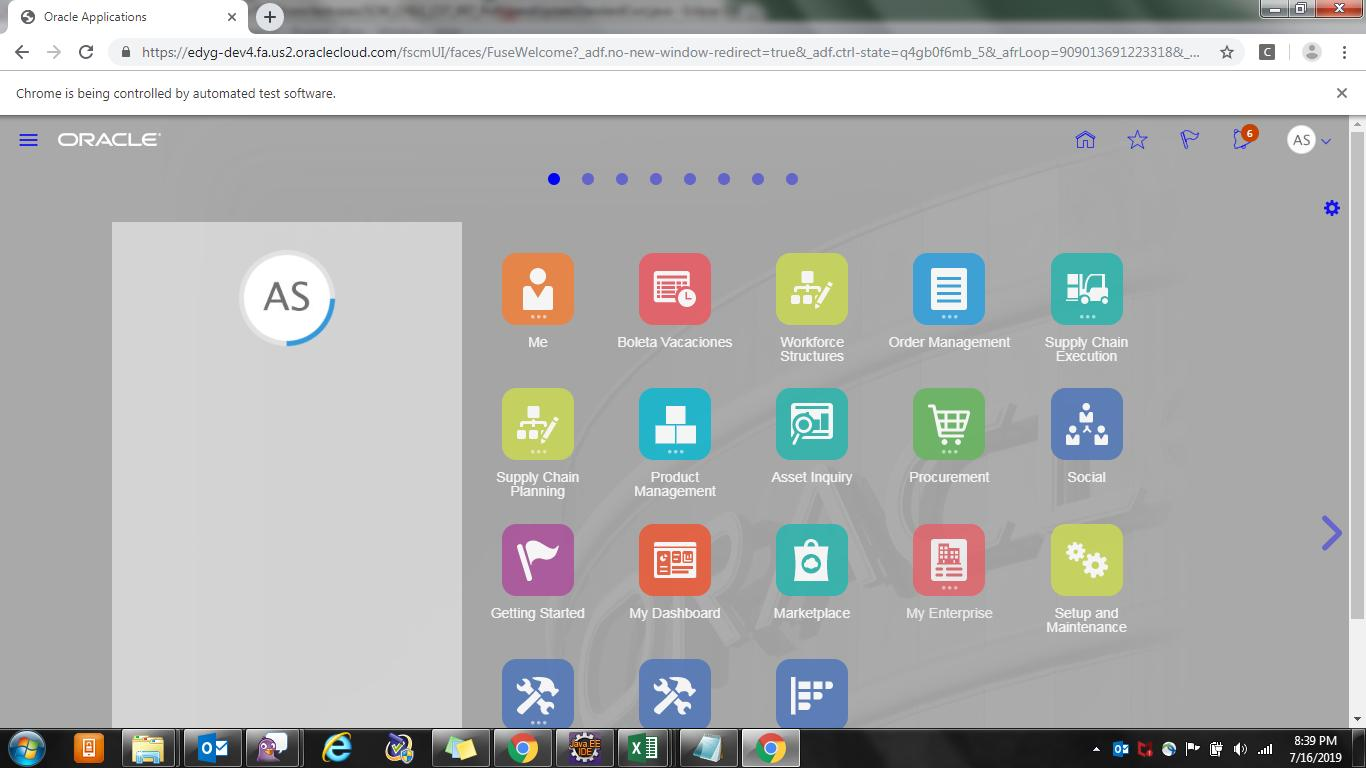 Oracle Applications
https://edyg-dev4.fa.us2.oraclecloud.com/fscmUI/faces/FuseWelcome?_adf.no-new-window-redirect=true&_adf.ctrl-state=q4gb0f6mb_5&_afrLoop=909013691223318&_...
C
Chrome is being controlled by automated test software.
ORACLE
6
AS
AS
Me
Boleta Vacaciones
Workforce
Structures
Order Management
Supply Chain
Execution
Supply Chain
Planning
Product
Management
Asset Inquiry
Procurement
Social
Getting Started
My Dashboard
Marketplace
My Enterprise
Setup and
Maintenance
Java EE
IDE
8:39 PM
7/16/2019